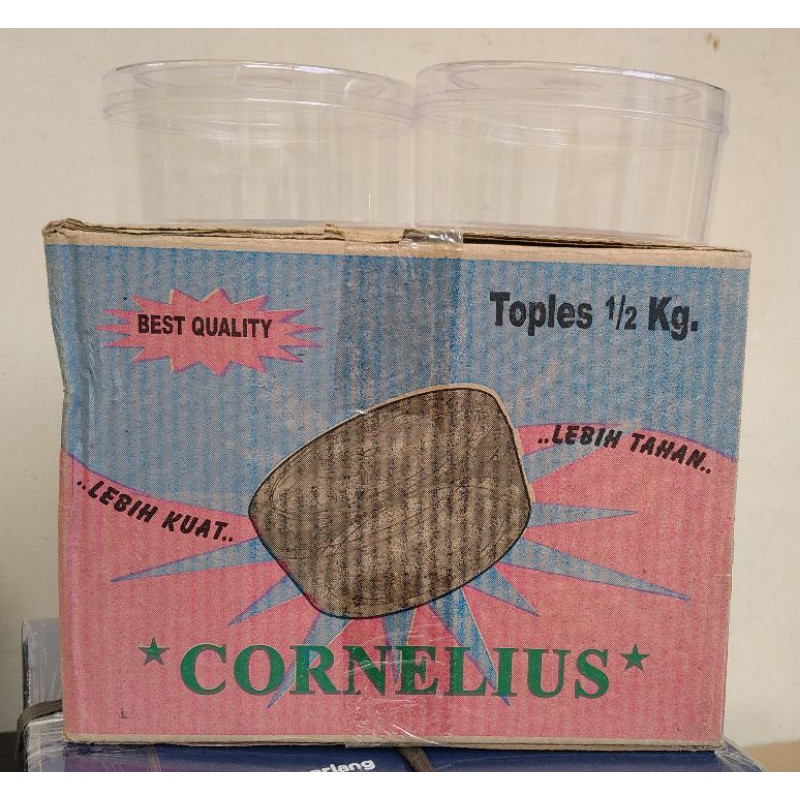 BEST QUALITY
Toples 1/2 Kg.
..LEBIH TAHAN..
..LEBIH KUAT..
★CORNELIUS★